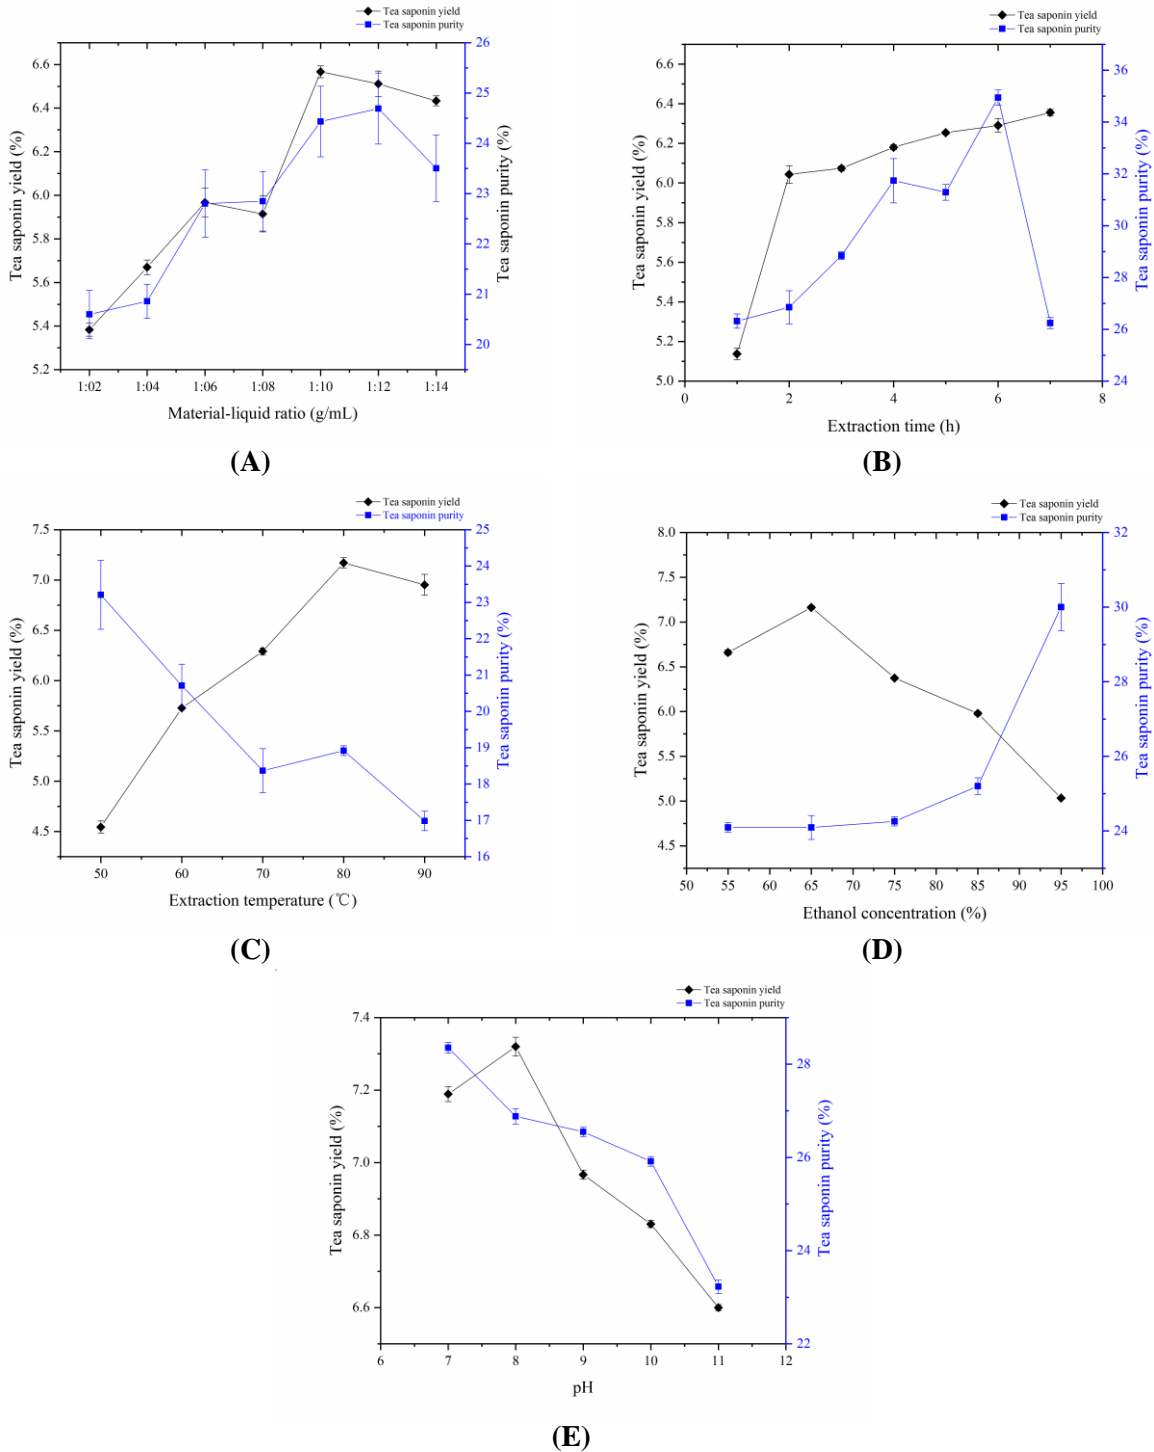 Tea saponin yield
Tea saponin purity
6.6
6.4
6.2
6.0
5.8
5.6
5.4
5.2
Tea saponin yield (%)
26
25
24
23
22
21
20
Tea saponin purity (%)
1:02 1:04 1:06 1:08 1:10 1:12 1:14
Material-liquid ratio (g/mL)
(A)
Tea saponin yield
Tea saponin purity
6.6
6.4
6.2
6.0
5.8
5.6
5.4
5.2
5.0
Tea saponin yield (%)
36
34
32
30
28
26
24
Tea saponin purity (%)
0 2 4 6 8
Extraction time (h)
(B)
Tea saponin yield
Tea saponin purity
7.5
7.0
6.5
6.0
5.5
5.0
4.5
Tea saponin yield (%)
25
24
23
22
21
20
19
18
17
16
Tea saponin purity (%)
50 60 70 80 90
Extraction temperature (℃)
(C)
Tea saponin yield
Tea saponin purity
8.0
7.5
7.0
6.5
6.0
5.5
5.0
4.5
Tea saponin yield (%)
32
30
28
26
24
Tea saponin purity (%)
50 55 60 65 70 75 80 85 90 95 100
Ethanol concentration (%)
(D)
Tea saponin yield
Tea saponin purity
7.4
7.2
7.0
6.8
6.6
Tea saponin yield (%)
28
26
24
22
Tea saponin purity (%)
6 7 8 9 10 11 12
pH
(E)